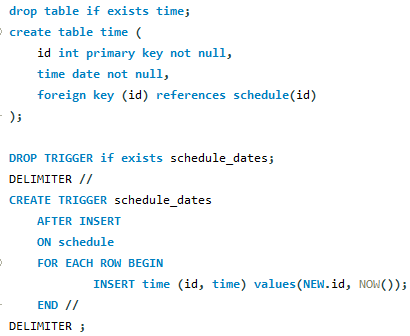 drop table if exists time;
create table time (
    id int primary key not null,
    time date not null,
    foreign key (id) references schedule(id)
);
DROP TRIGGER if exists schedule_dates;
DELIMITER //
CREATE TRIGGER schedule_dates
    AFTER INSERT
    ON schedule
    FOR EACH ROW BEGIN
            INSERT time (id, time) values(NEW.id, NOW());
    END //
DELIMITER ;